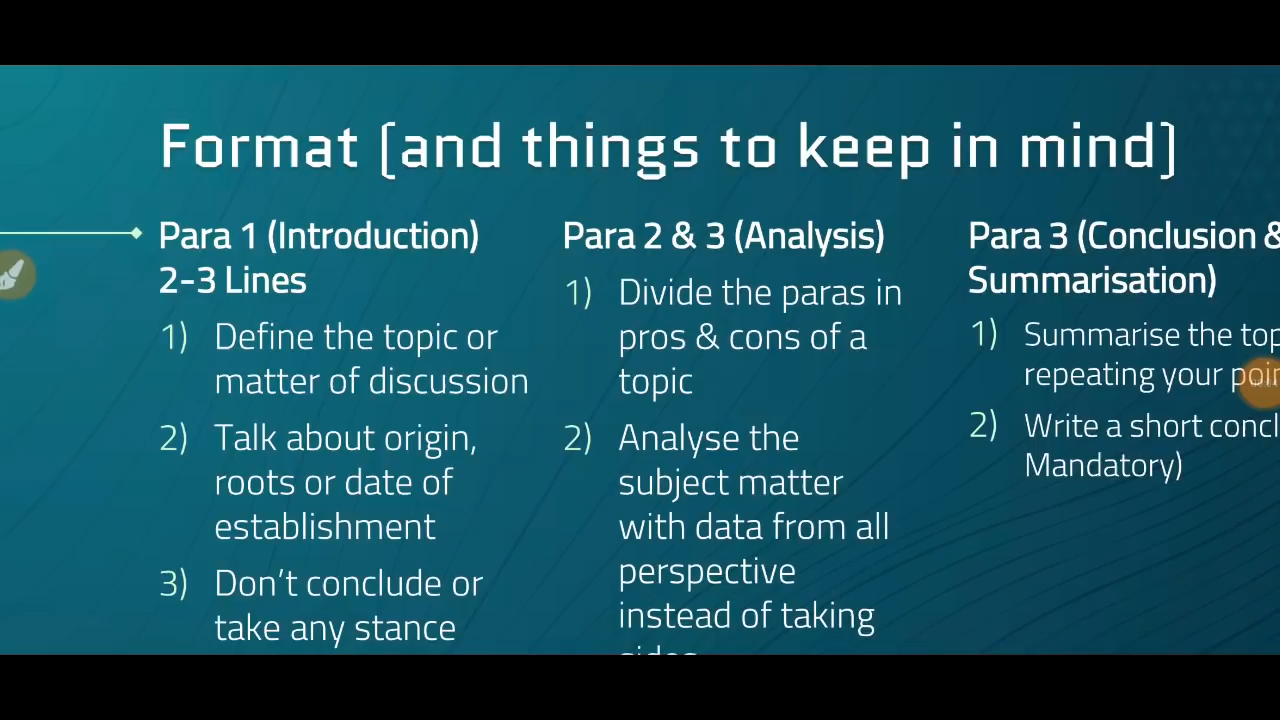 Format [and things to keep in mind]
Para 1 (Introduction)
2-3 Lines
1) Define the topic or
matter of discussion
2) Talk about origin,
roots or date of
establishment
3) Don't conclude or
take any stance
Para 2 & 3 (Analysis)
1) Divide the paras in
pros & cons of a
topic
2) Analyse the
subject matter
with data from all
perspective
instead of taking
Para 3 (Conclusion &
Summarisation)
1) Summarise the
repeating your
2) Write a short
Mandatory)